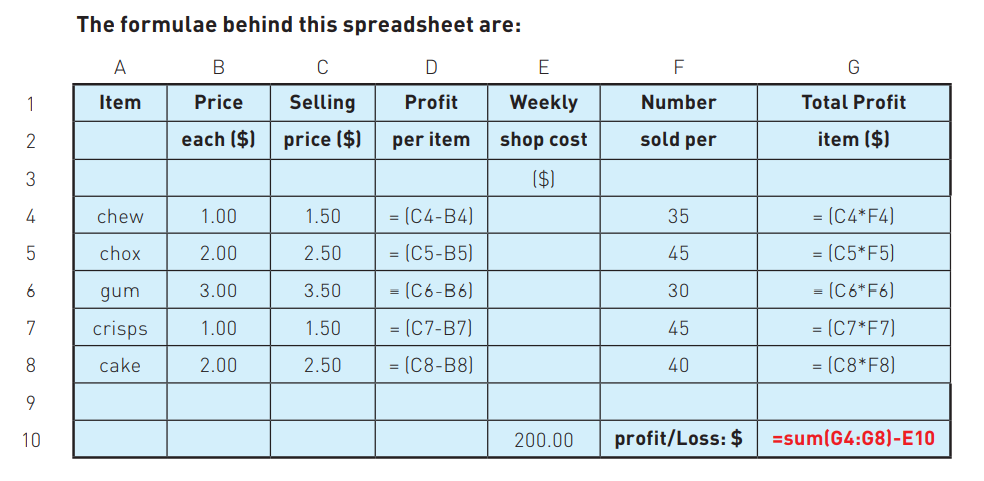 The formulae behind this spreadsheet are:
A B C D E F G
1 Item Price Selling Profit Weekly Number Total Profit
2 each ($) price ($) per item shop cost sold per item ($)
3 ($)
4 chew 1.00 1.50 = (C4-B4) 35 = (C4*F4)
5 chox 2.00 2.50 = (C5-B5) 45 = (C5*F5)
6 gum 3.00 3.50 = (C6-B6) 30 = (C6*F6)
7 crisps 1.00 1.50 = (C7-B7) 45 = (C7*F7)
8 cake 2.00 2.50 = (C8-B8) 40 = (C8*F8)
9
10 200.00 profit/Loss: $ =sum(G4:G8)-E10